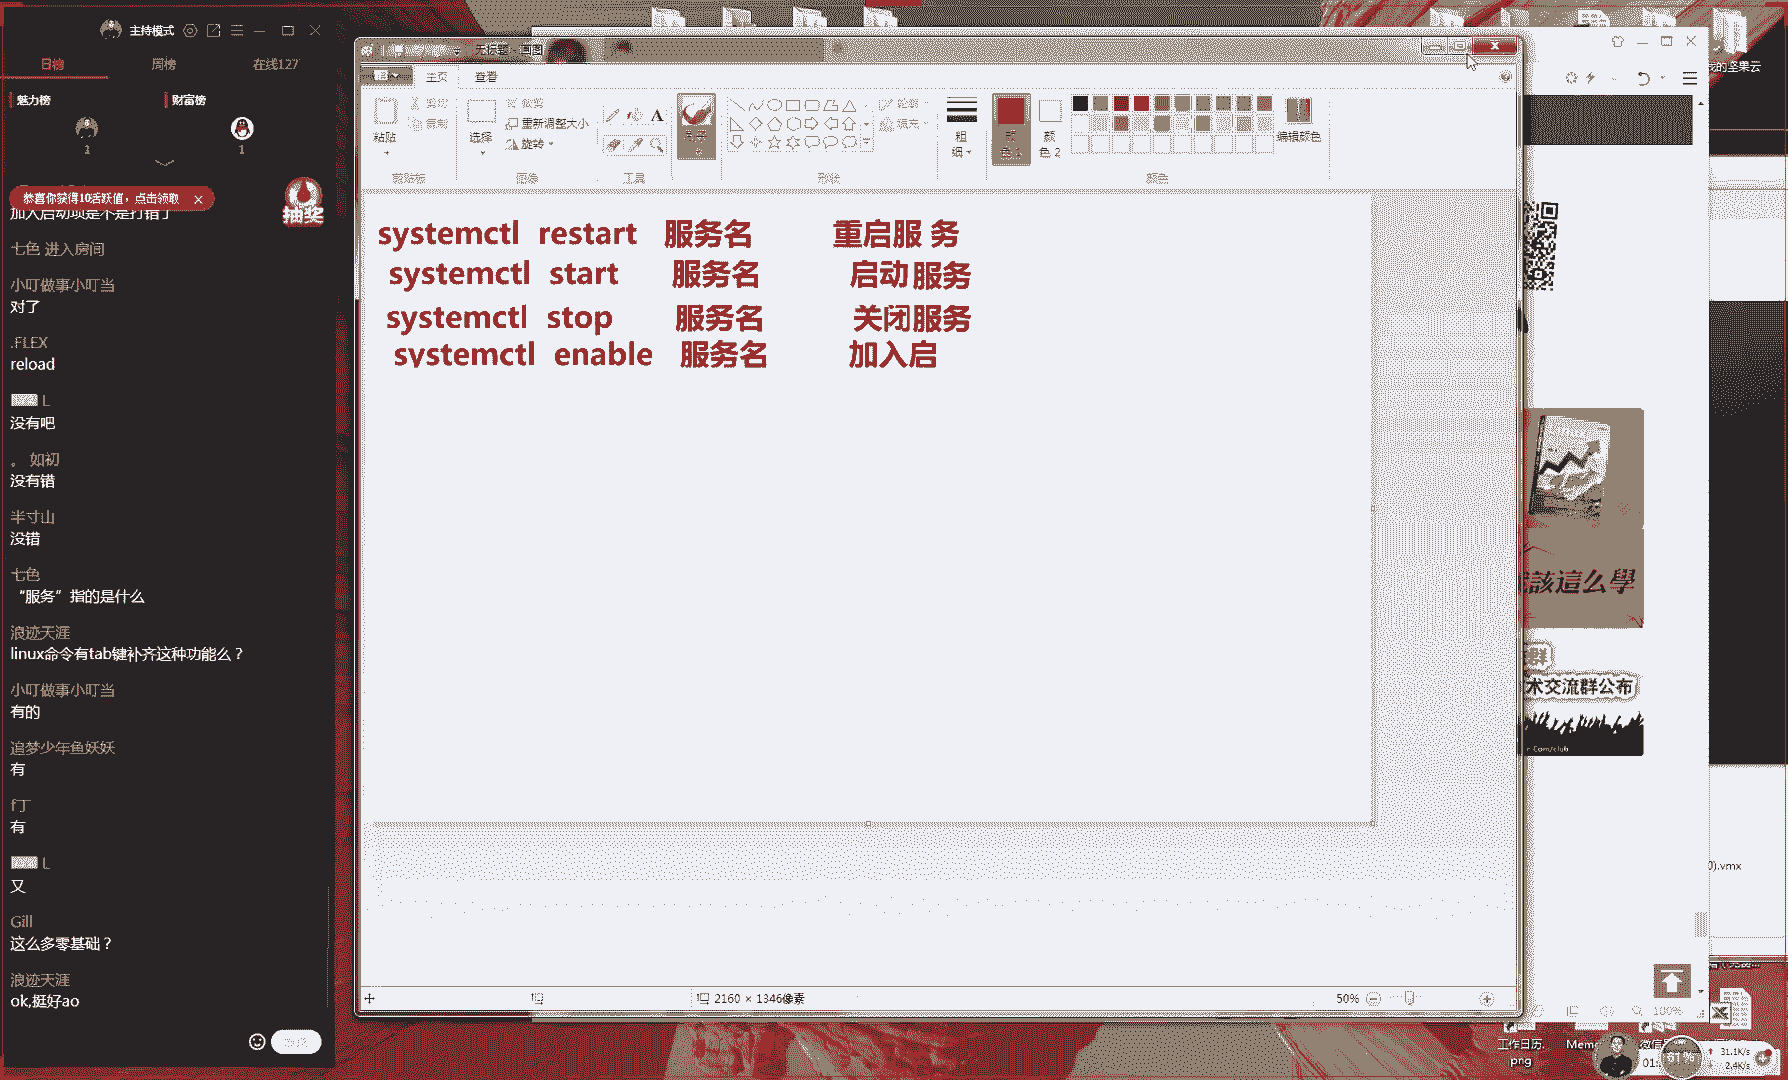 主持模式
日榜 周榜 在线127
魅力榜 财富榜
1 1
恭喜你获得10活跃值，点击领取
抽奖
加入启动项是不是打错了
七色 进入房间
小叮做事小叮当
对了
.FLEX
reload
L
没有吧
。 如初
没有错
半寸山
没错
七色
“服务”指的是什么
浪迹天涯
linux命令有tab键补齐这种功能么？
小叮做事小叮当
有的
追梦少年鱼妖妖
有
f丁
有
L
又
Gill
这么多零基础？
浪迹天涯
ok,挺好ao
无标题 - 画图
主页 查看
粘贴
剪切
复制
选择
裁剪
重新调整大小
旋转
A
刷子
轮廓
填充
粗细
颜色 1
颜色 2
编辑颜色
剪贴板 图像 工具 形状 颜色
systemctl restart 服务名 重启服 务
systemctl start 服务名 启动服务
systemctl stop 服务名 关闭服务
systemctl enable 服务名 加入启
2160 × 1346像素
50%
我的坚果云
該這么學
群
术交流群公布
.vmx
100%
工作日历.
png
61%
31.1K/s
2.4K/s